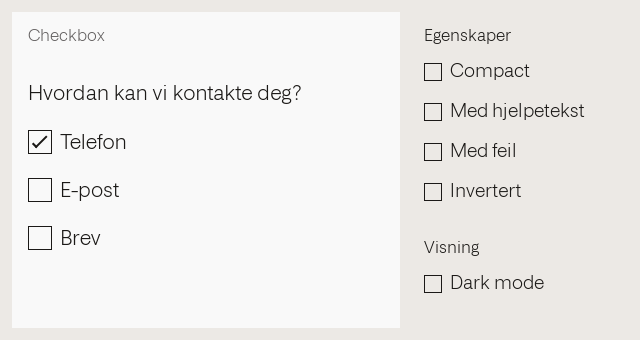 Checkbox
Hvordan kan vi kontakte deg?
Telefon
E-post
Brev
Egenskaper
Compact
Med hjelpetekst
Med feil
Invertert
Visning
Dark mode